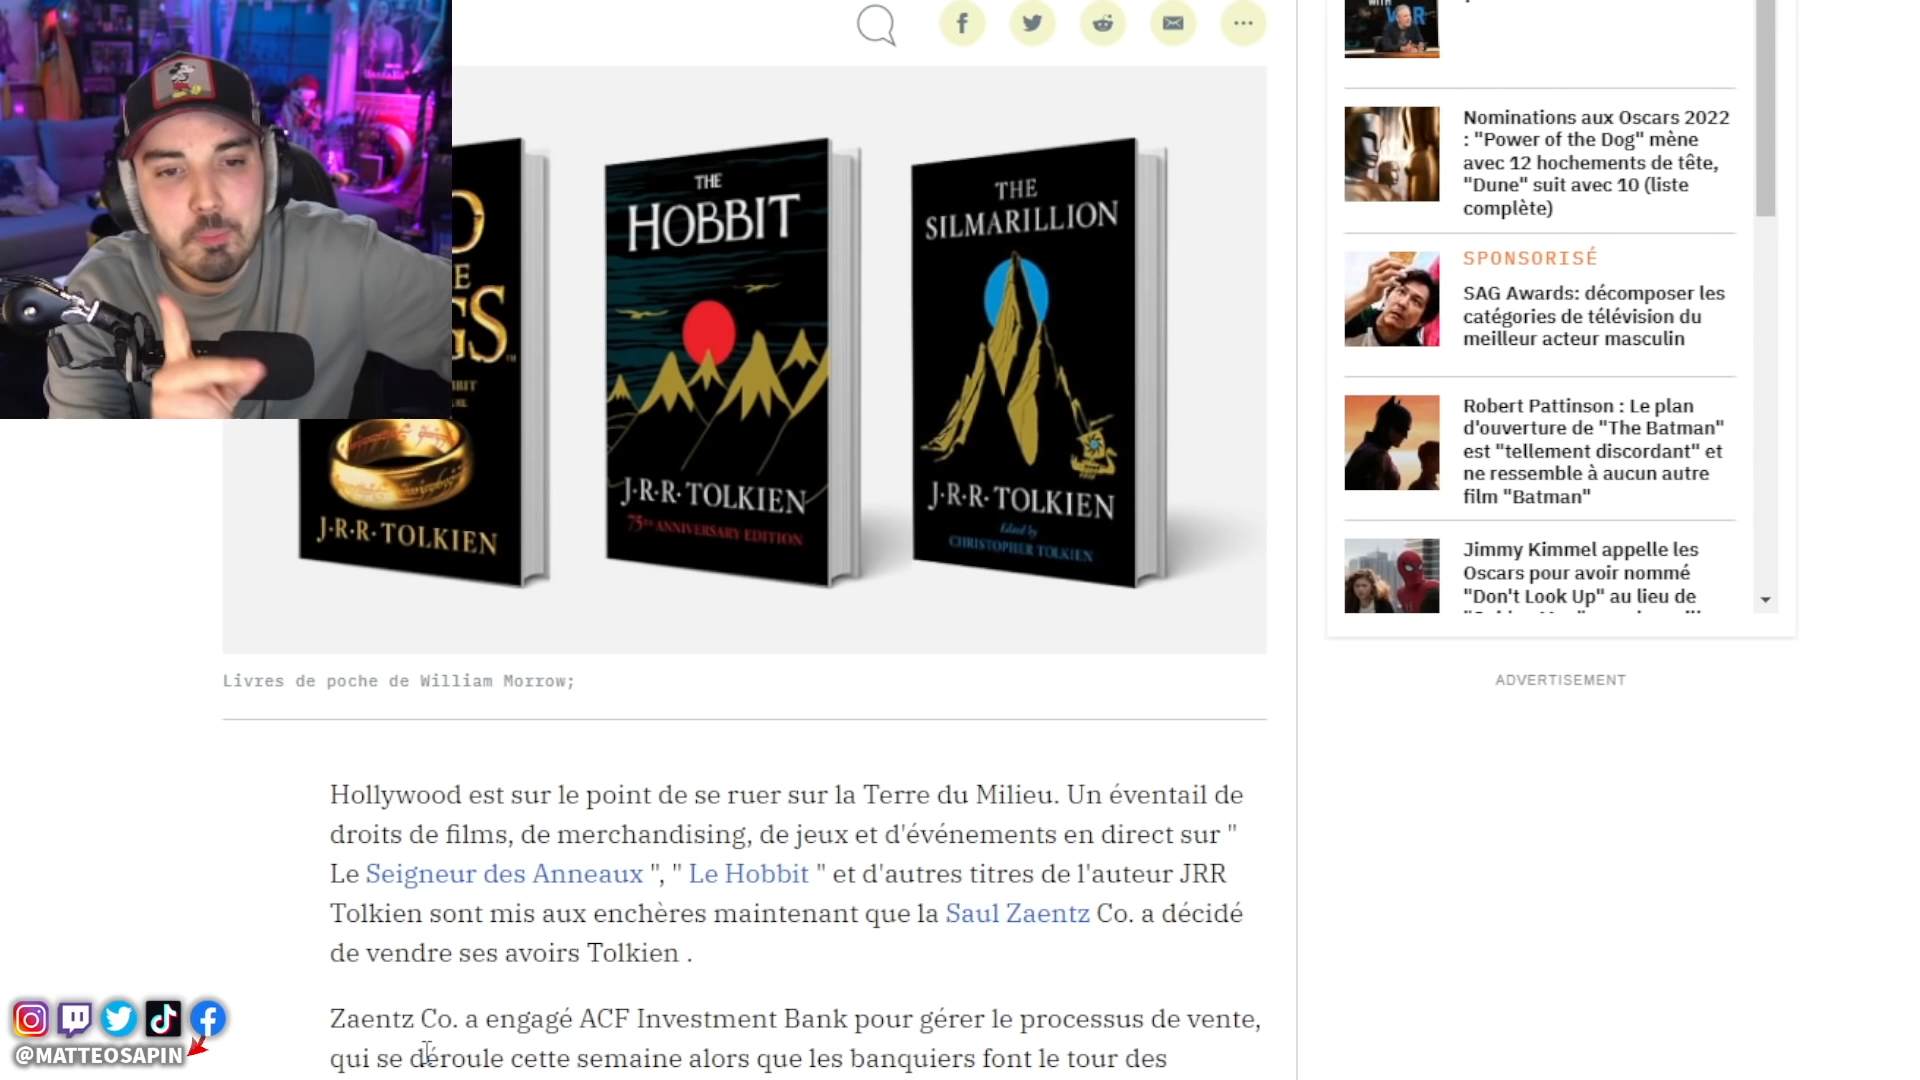 THE
HOBBIT
J·R·R·TOLKIEN
75TH ANNIVERSARY EDITION
THE
SILMARILLION
J·R·R·TOLKIEN
Edited by
CHRISTOPHER TOLKIEN
J·R·R·TOLKIEN
Livres de poche de William Morrow;
Hollywood est sur le point de se ruer sur la Terre du Milieu. Un éventail de
droits de films, de merchandising, de jeux et d'événements en direct sur "
Le Seigneur des Anneaux ", " Le Hobbit " et d'autres titres de l'auteur JRR
Tolkien sont mis aux enchères maintenant que la Saul Zaentz Co. a décidé
de vendre ses avoirs Tolkien .
Zaentz Co. a engagé ACF Investment Bank pour gérer le processus de vente,
qui se déroule cette semaine alors que les banquiers font le tour des
Nominations aux Oscars 2022
: "Power of the Dog" mène
avec 12 hochements de tête,
"Dune" suit avec 10 (liste
complète)
SPONSORISÉ
SAG Awards: décomposer les
catégories de télévision du
meilleur acteur masculin
Robert Pattinson : Le plan
d'ouverture de "The Batman"
est "tellement discordant" et
ne ressemble à aucun autre
film "Batman"
Jimmy Kimmel appelle les
Oscars pour avoir nommé
"Don't Look Up" au lieu de
ADVERTISEMENT
@MATTEOSAPIN